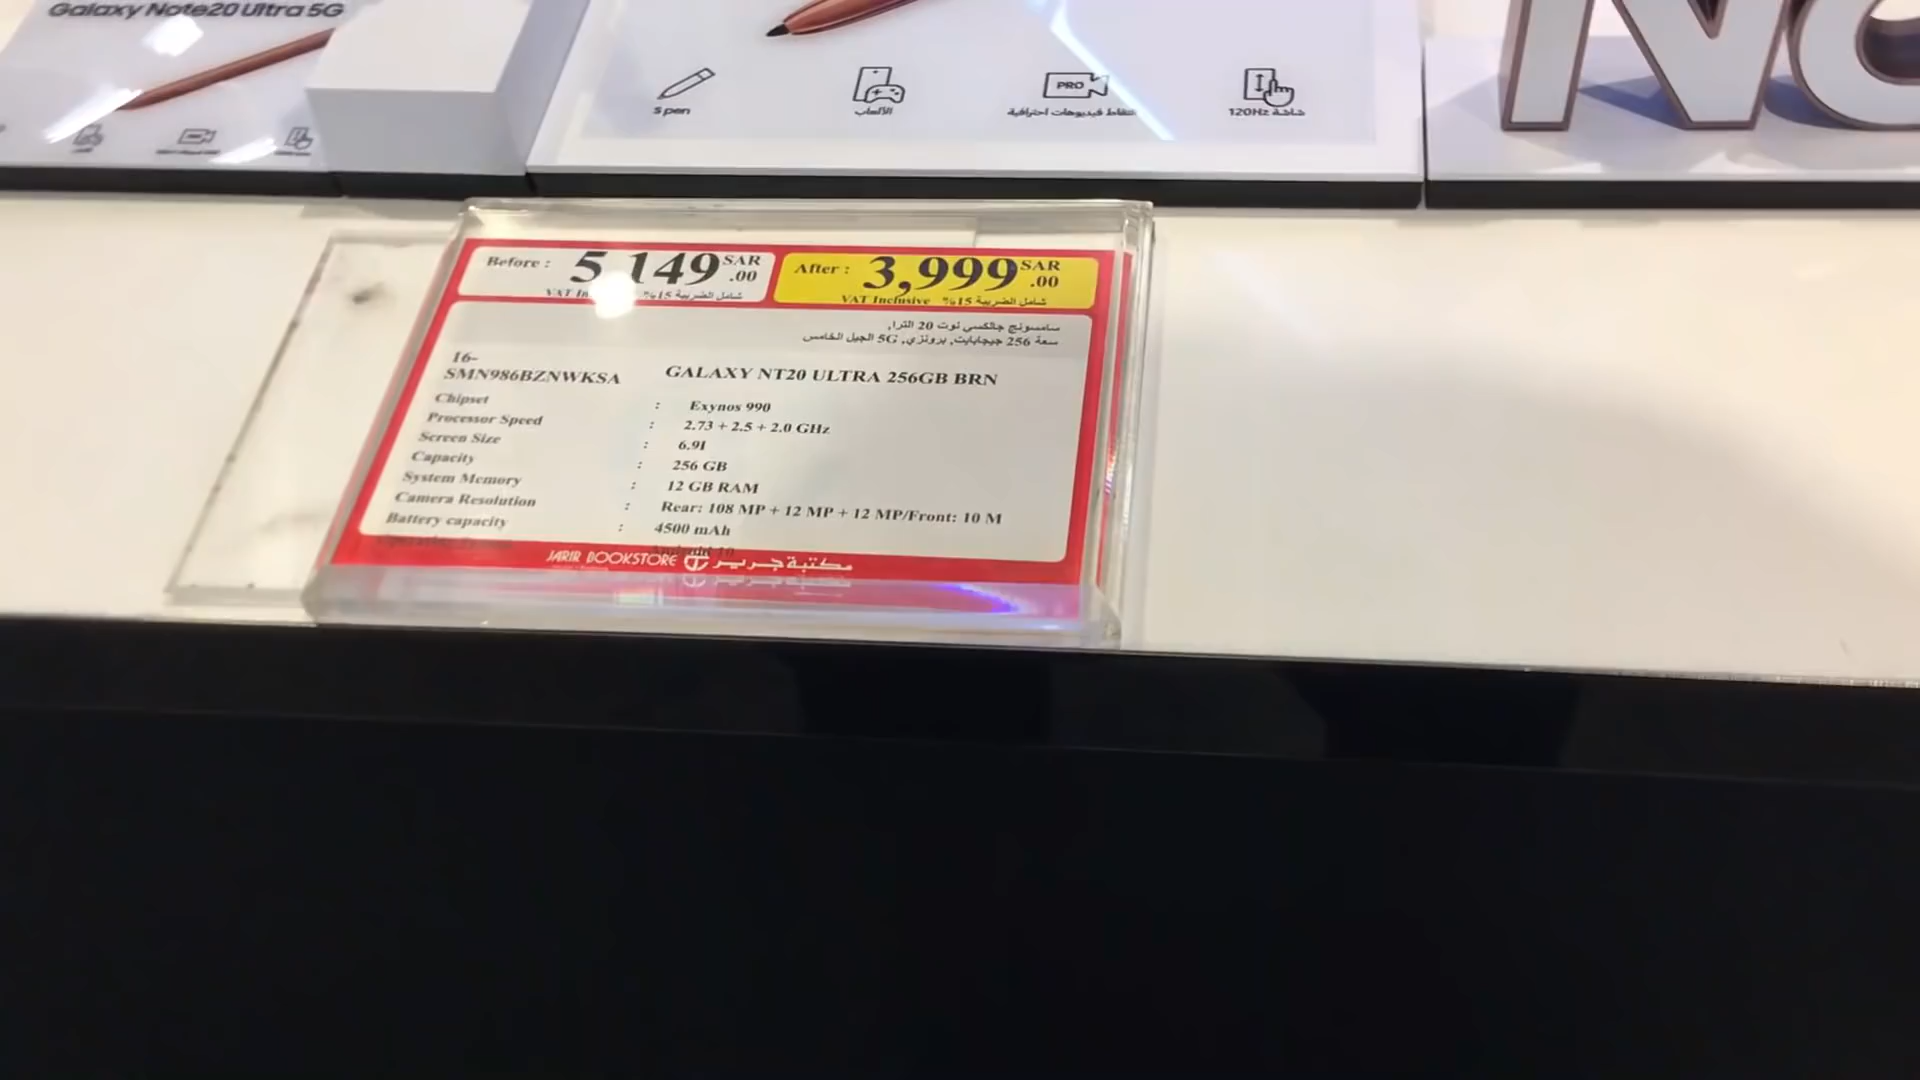 Galaxy Note20 Ultra 5G
S pen
الألعاب
التقاط فيديوهات احترافية
شاشة 120Hz
Before : 5,149 SAR .00
شامل الضريبة 15%
After : 3,999 SAR .00
VAT Inclusive شامل الضريبة 15%
سامسونج جالكسي نوت 20 الترا,
سعة 256 جيجابايت, برونزي, 5G الجيل الخامس
16-
SMN986BZNWKSA GALAXY NT20 ULTRA 256GB BRN
Chipset : Exynos 990
Processor Speed : 2.73 + 2.5 + 2.0 GHz
Screen Size : 6.9I
Capacity : 256 GB
System Memory : 12 GB RAM
Camera Resolution : Rear: 108 MP + 12 MP + 12 MP/Front: 10 M
Battery capacity : 4500 mAh
JARIR BOOKSTORE مكتبة جرير